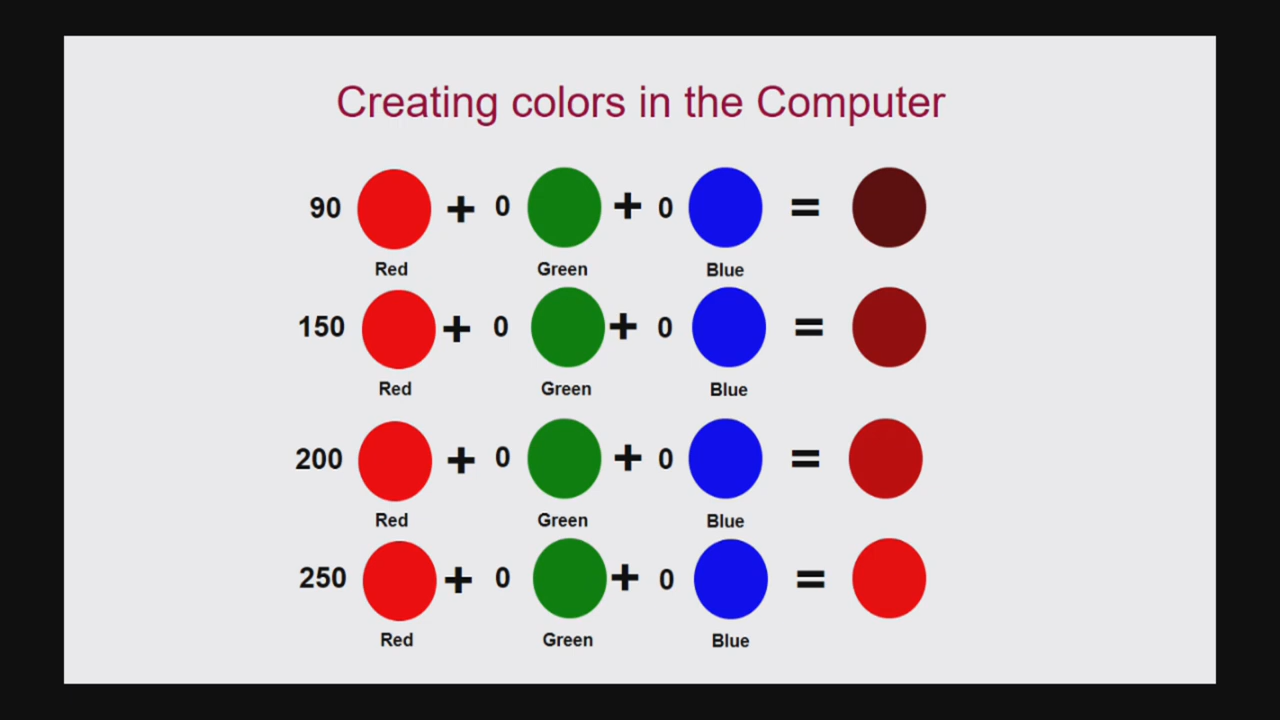 Creating colors in the Computer
90 + 0 + 0 =
Red Green Blue
150 + 0 + 0 =
Red Green Blue
200 + 0 + 0 =
Red Green Blue
250 + 0 + 0 =
Red Green Blue